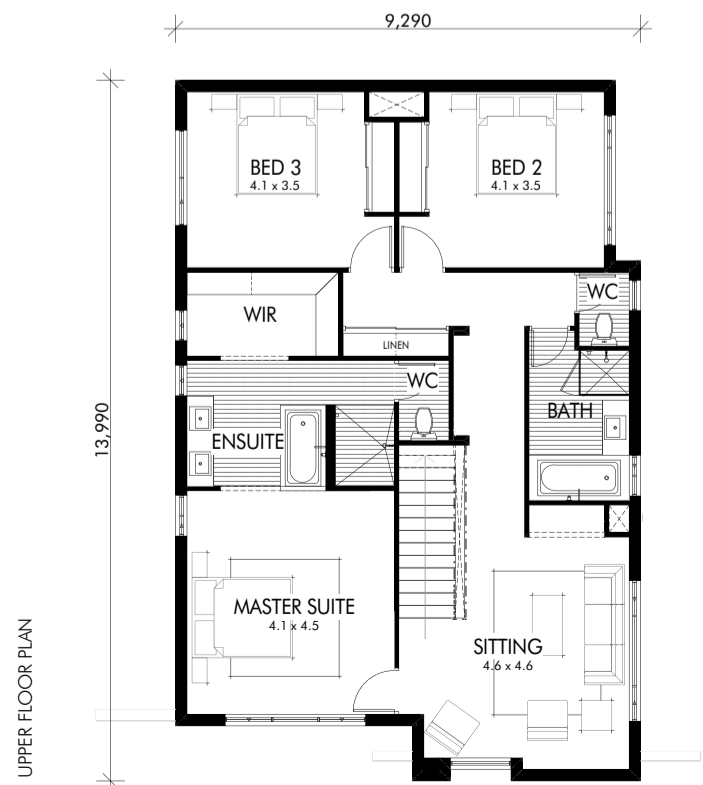 9,290
BED 3
4.1 x 3.5
BED 2
4.1 x 3.5
WC
WIR
LINEN
WC
BATH
13,990
ENSUITE
MASTER SUITE
4.1 x 4.5
SITTING
4.6 x 4.6
UPPER FLOOR PLAN